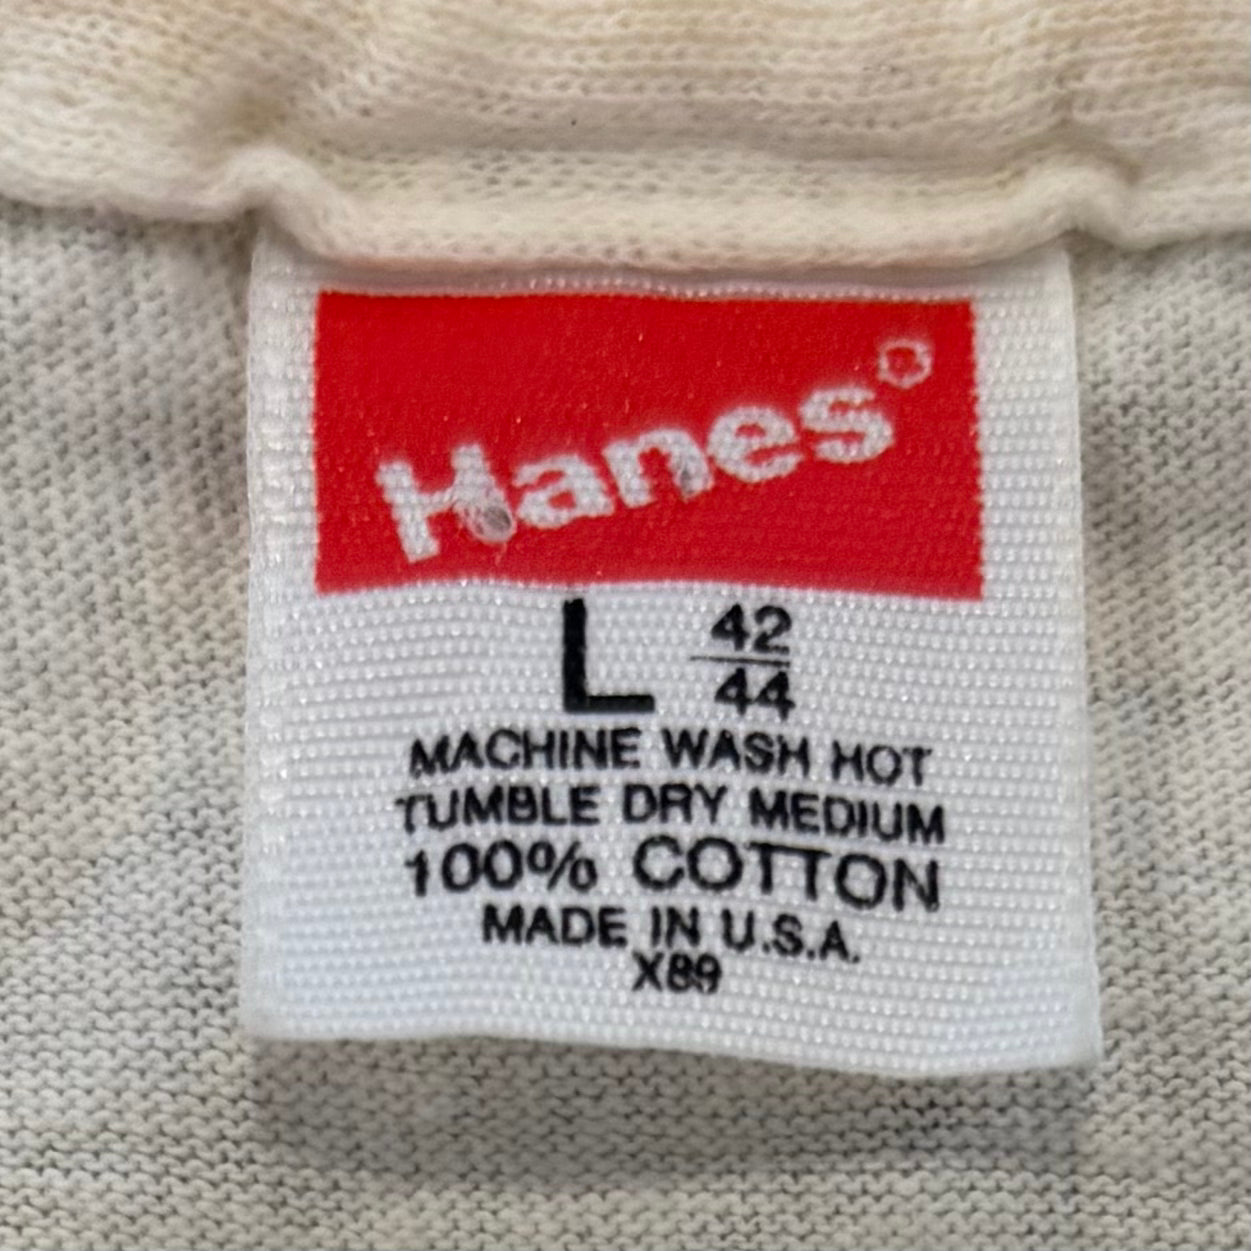 Hanes®
L 42/44
MACHINE WASH HOT
TUMBLE DRY MEDIUM
100% COTTON
MADE IN U.S.A.
X89